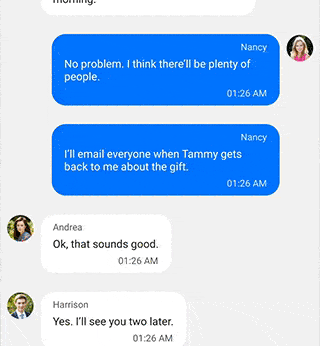 morning.
Nancy
No problem. I think there'll be plenty of
people.
01:26 AM
Nancy
I'll email everyone when Tammy gets
back to me about the gift.
01:26 AM
Andrea
Ok, that sounds good.
01:26 AM
Harrison
Yes. I'll see you two later.
01:26 AM